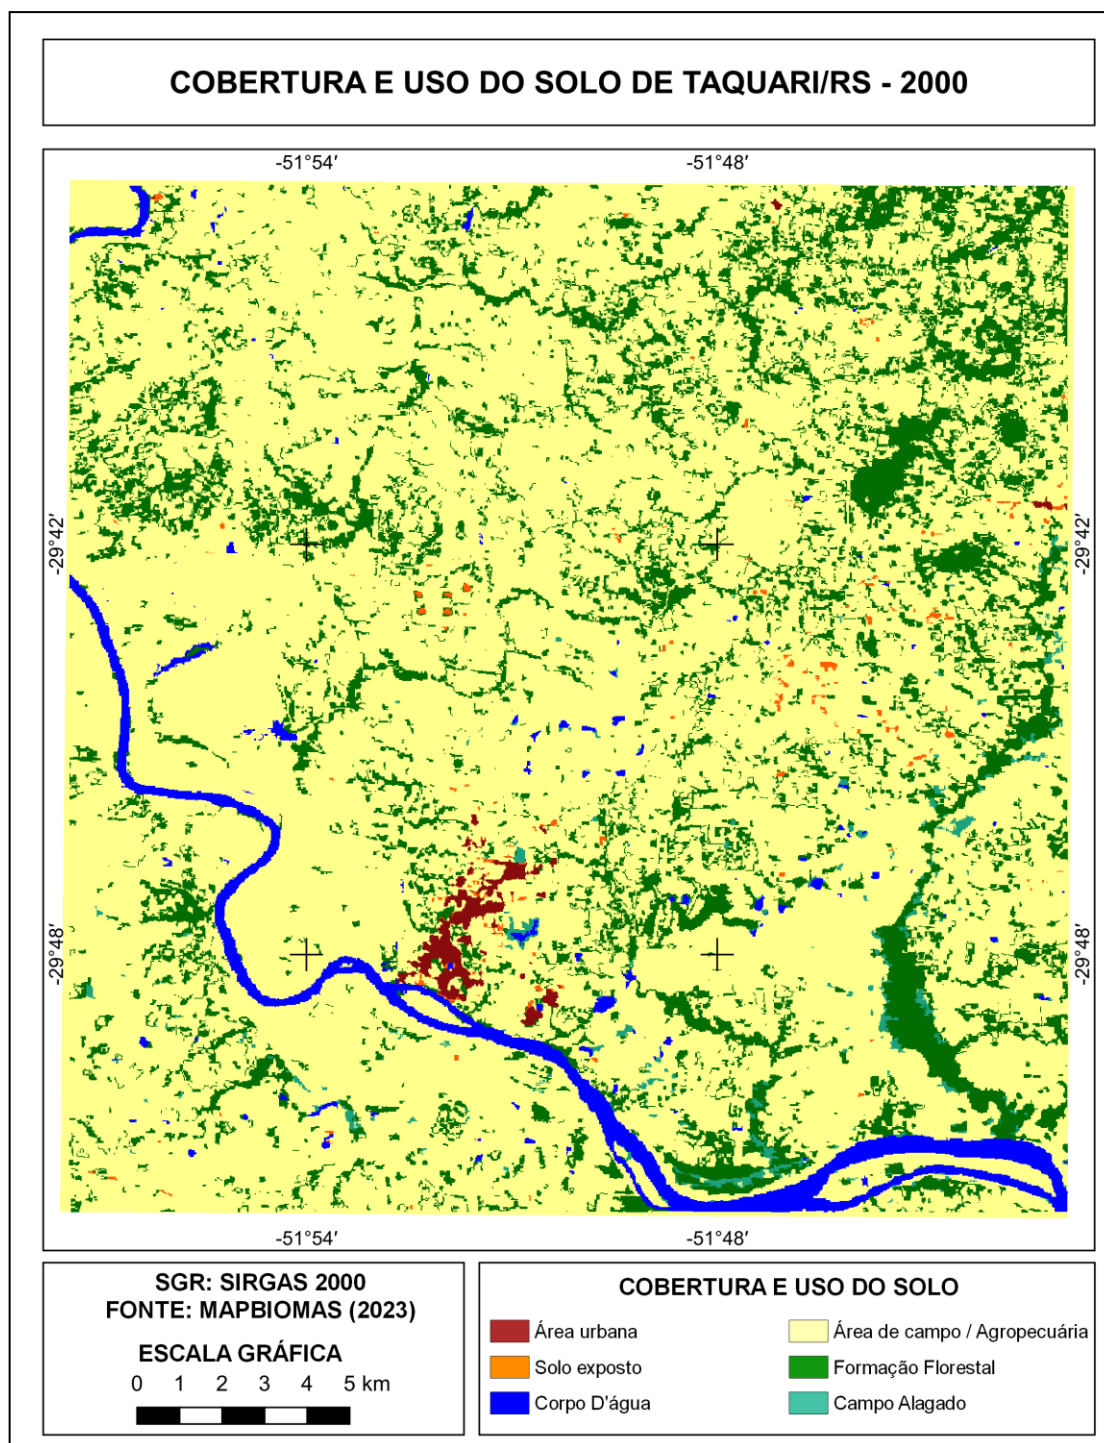 COBERTURA E USO DO SOLO DE TAQUARI/RS - 2000
-51°54′ -51°48′
-29°42′ -29°42′
-29°48′ -29°48′
-51°54′ -51°48′
SGR: SIRGAS 2000
FONTE: MAPBIOMAS (2023)
ESCALA GRÁFICA
0 1 2 3 4 5 km
COBERTURA E USO DO SOLO
Área urbana
Solo exposto
Corpo D'água
Área de campo / Agropecuária
Formação Florestal
Campo Alagado